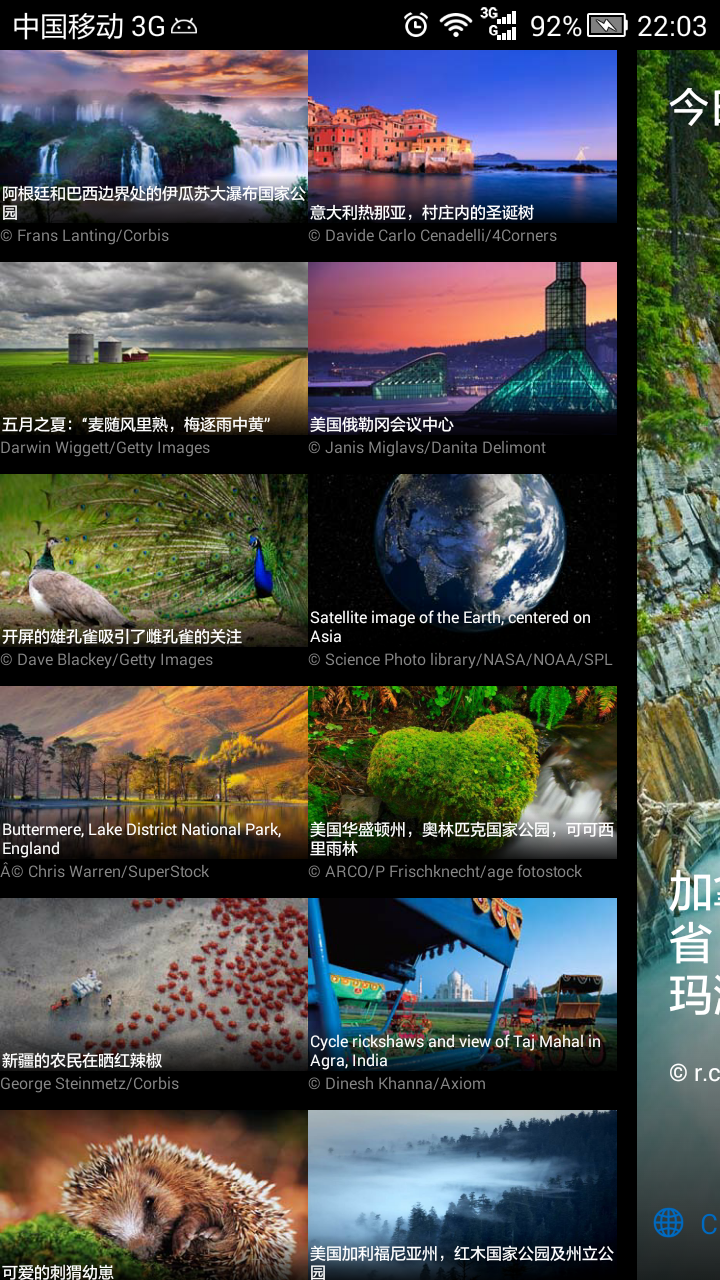 中国移动 3G
3G
G
92%
22:03
阿根廷和巴西边界处的伊瓜苏大瀑布国家公
园
© Frans Lanting/Corbis
意大利热那亚，村庄内的圣诞树
© Davide Carlo Cenadelli/4Corners
五月之夏：“麦随风里熟，梅逐雨中黄”
Darwin Wiggett/Getty Images
美国俄勒冈会议中心
© Janis Miglavs/Danita Delimont
开屏的雄孔雀吸引了雌孔雀的关注
© Dave Blackey/Getty Images
Satellite image of the Earth, centered on
Asia
© Science Photo library/NASA/NOAA/SPL
Buttermere, Lake District National Park,
England
Â© Chris Warren/SuperStock
美国华盛顿州，奥林匹克国家公园，可可西
里雨林
© ARCO/P Frischknecht/age fotostock
新疆的农民在晒红辣椒
George Steinmetz/Corbis
Cycle rickshaws and view of Taj Mahal in
Agra, India
© Dinesh Khanna/Axiom
可爱的刺猬幼崽
美国加利福尼亚州，红木国家公园及州立公
园
今
加
省
玛
© r.c
C